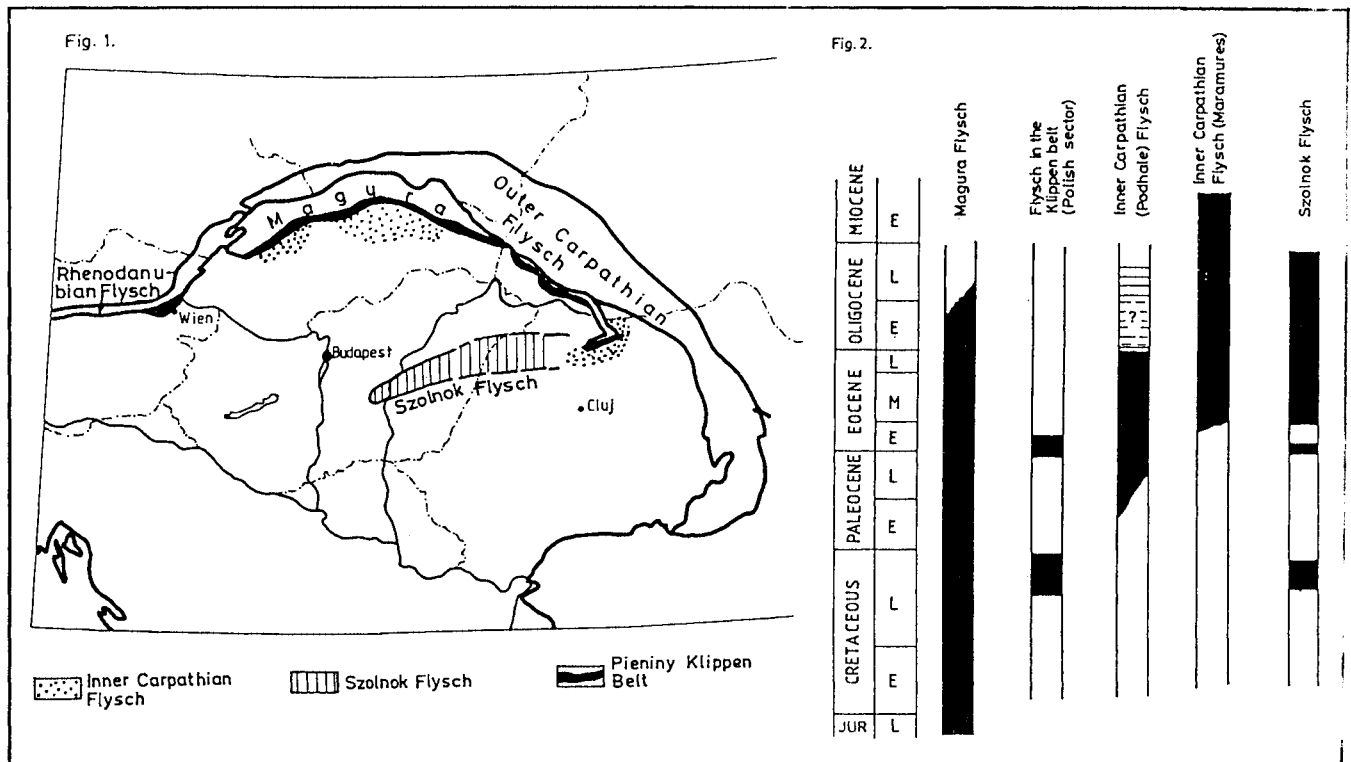 Fig. 1.
Outer Carpathian
Flysch
Magura
Rhenodanu
bian Flysch
Wien
Budapest
Szolnok Flysch
Cluj
Inner Carpathian
Flysch
Szolnok Flysch
Pieniny Klippen
Belt
Fig. 2.
Magura Flysch
Flysch in the
Klippen belt
(Polish sector)
Inner Carpathian
(Podhale) Flysch
Inner Carpathian
Flysch (Maramures)
Szolnok Flysch
MIOCENE
E
OLIGOCENE
L
E
?
EOCENE
L
M
E
PALEOCENE
L
E
CRETACEOUS
L
E
JUR
L